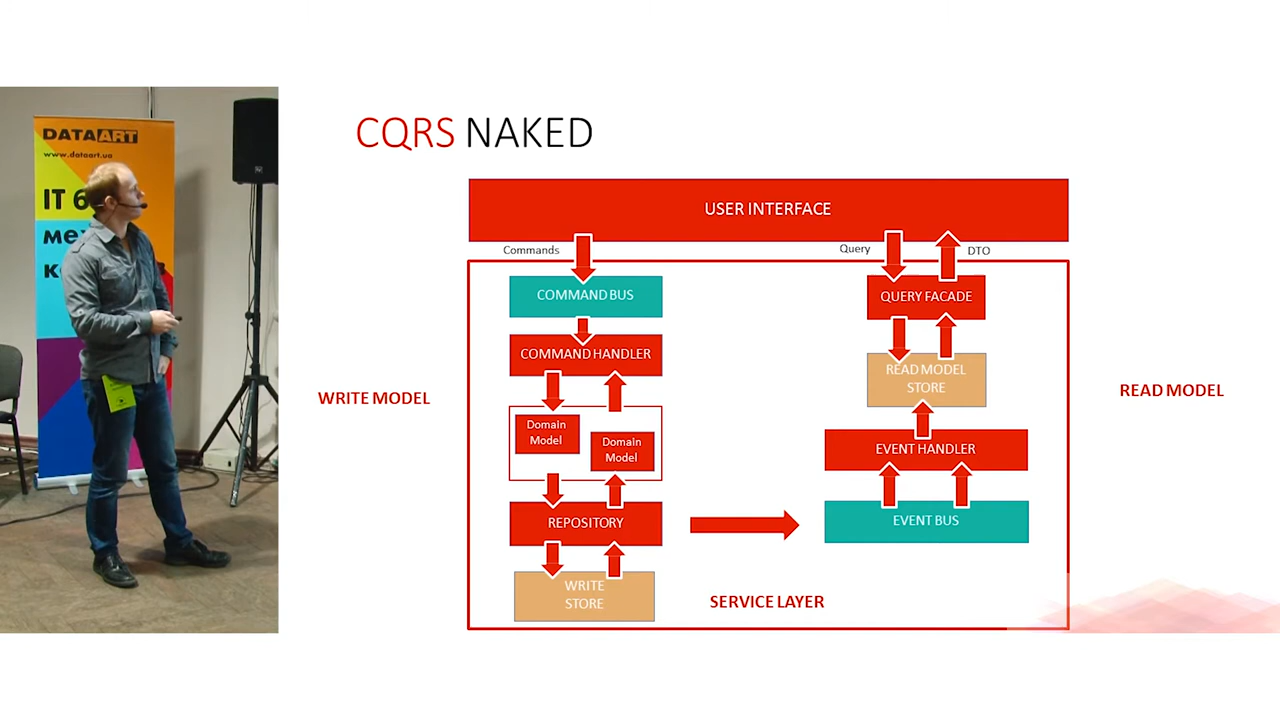 DATAART
www.dataart.ua
IT 6
ме
к
CQRS NAKED
USER INTERFACE
Commands
Query
DTO
COMMAND BUS
QUERY FACADE
COMMAND HANDLER
READ MODEL
STORE
WRITE MODEL
READ MODEL
Domain
Model
Domain
Model
EVENT HANDLER
REPOSITORY
EVENT BUS
WRITE
STORE
SERVICE LAYER